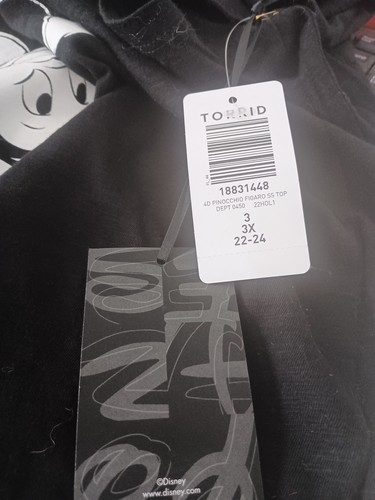 TORRID
18831448
4D PINOCCHIO FIGARO SS TOP
DEPT 0450 22HOL1
3
3X
22-24
©Disney
www.disney.com